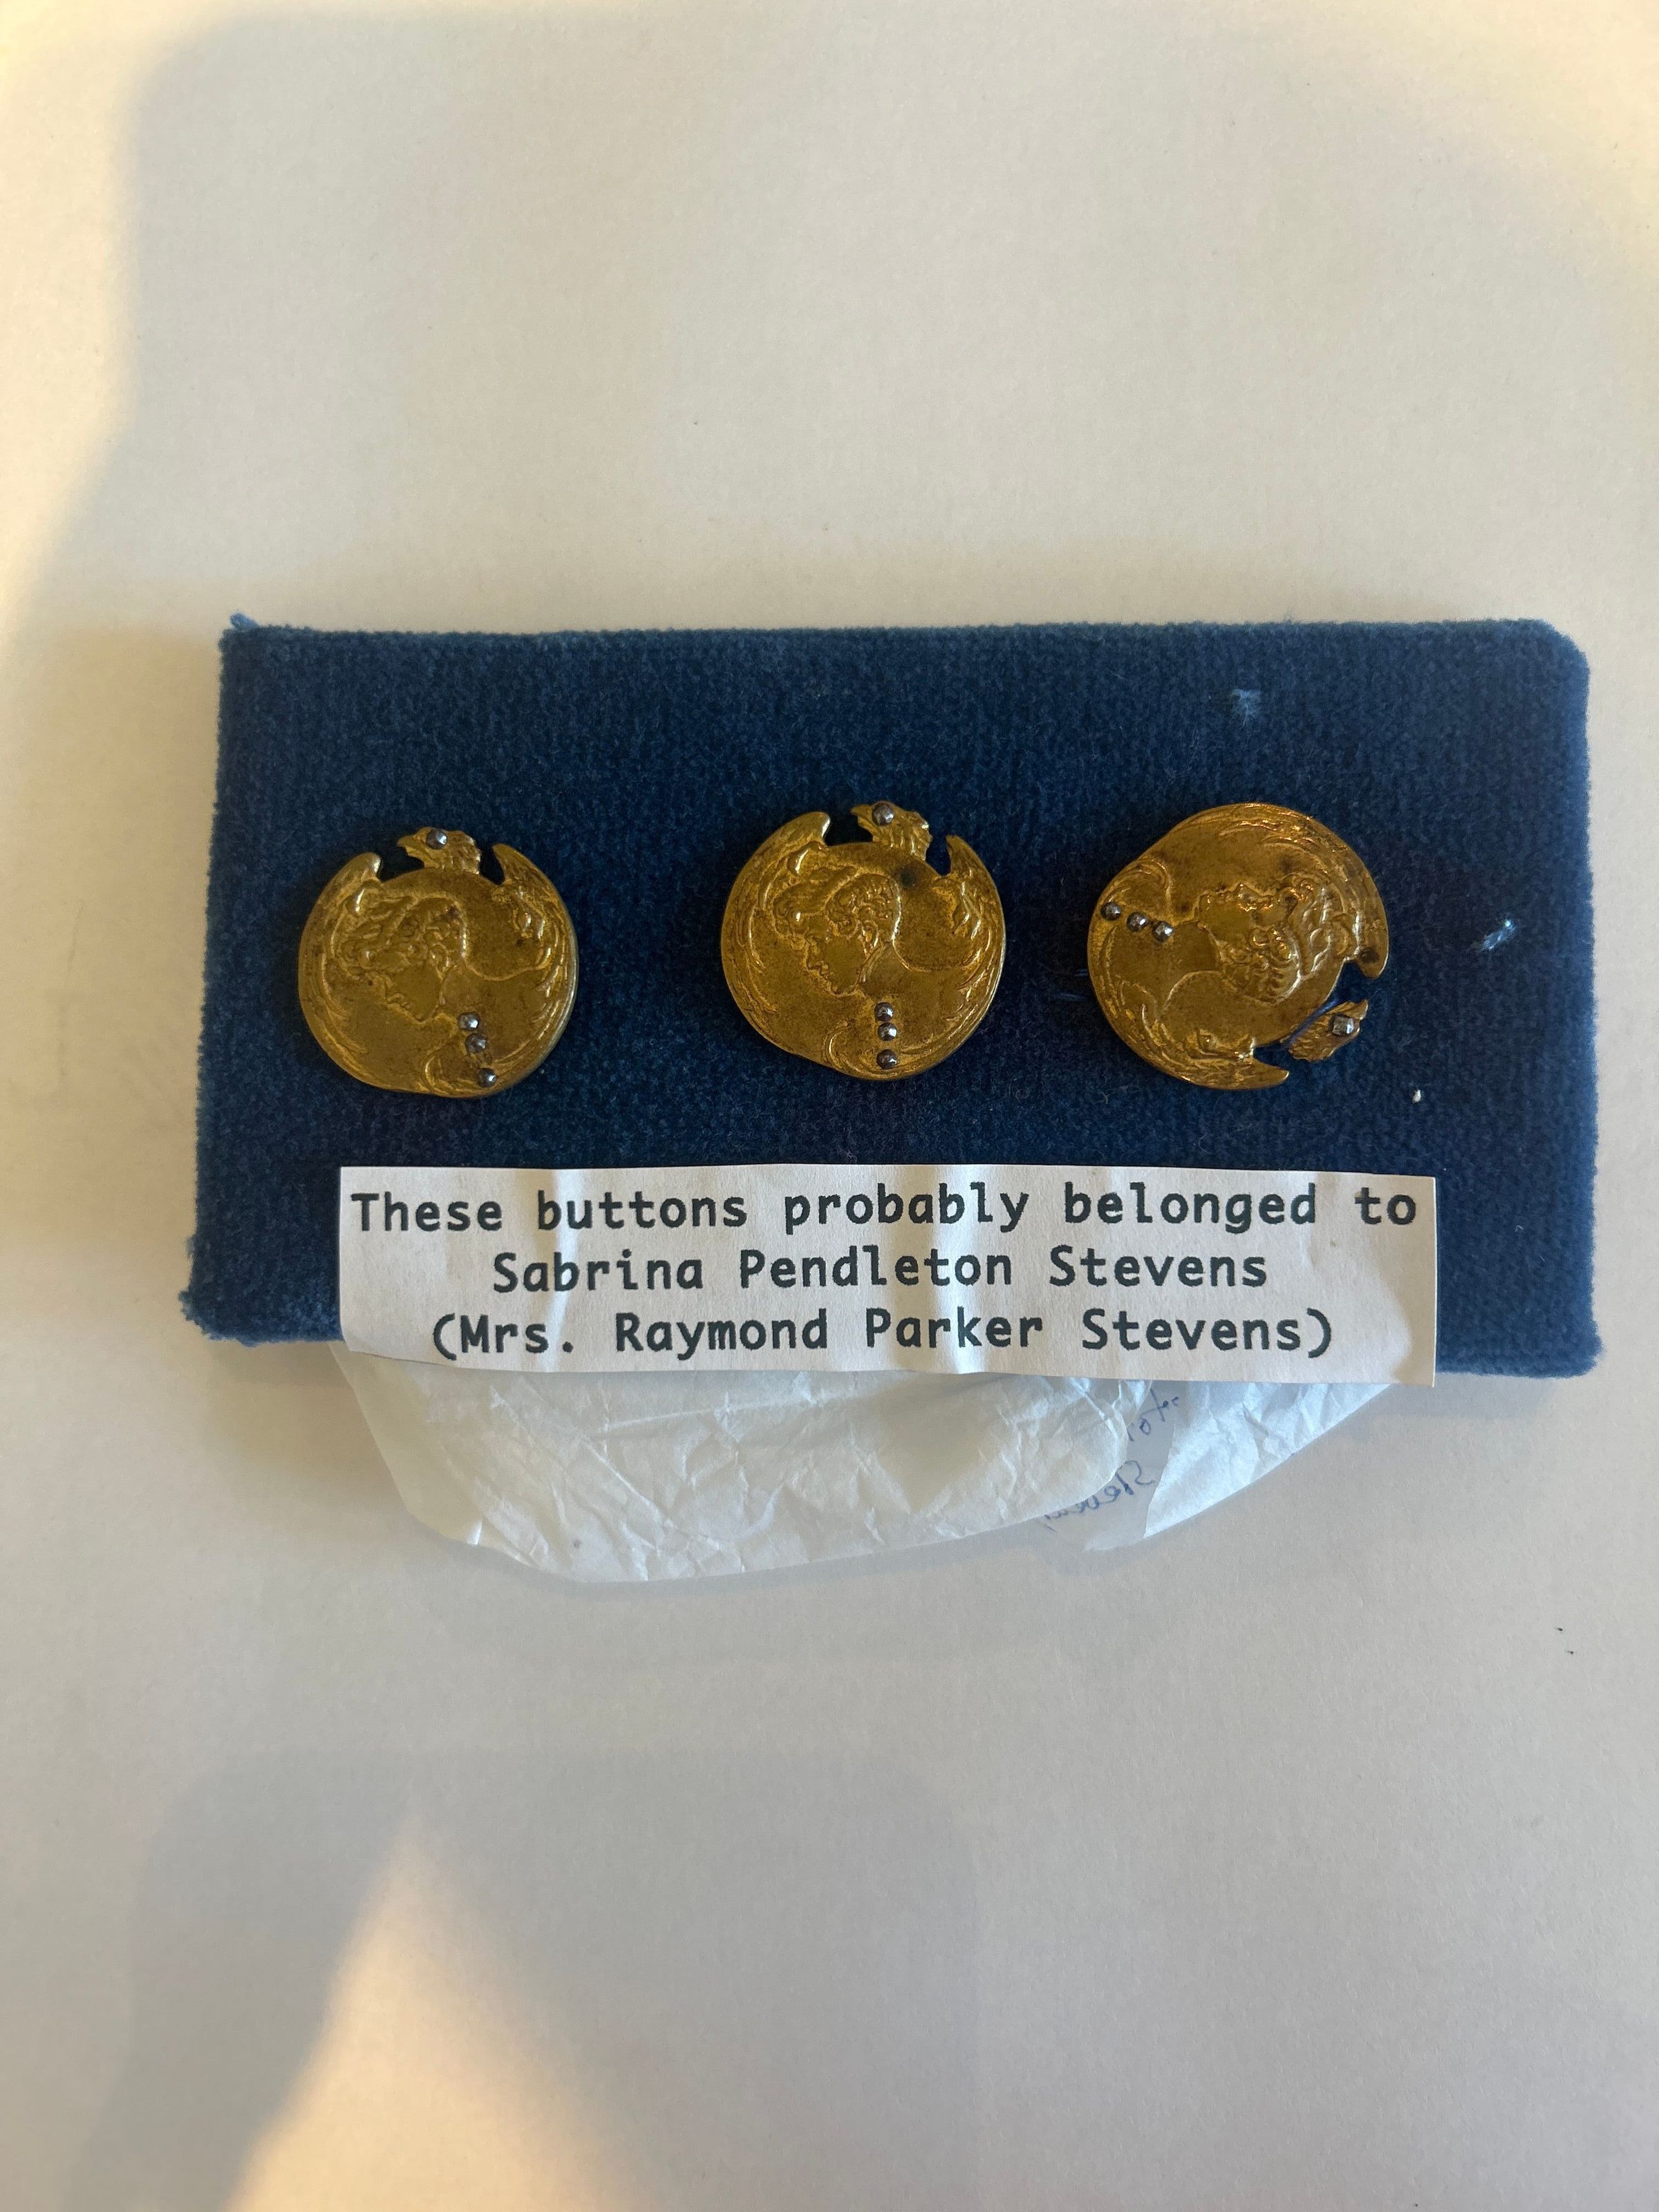 These buttons probably belonged to
Sabrina Pendleton Stevens
(Mrs. Raymond Parker Stevens)